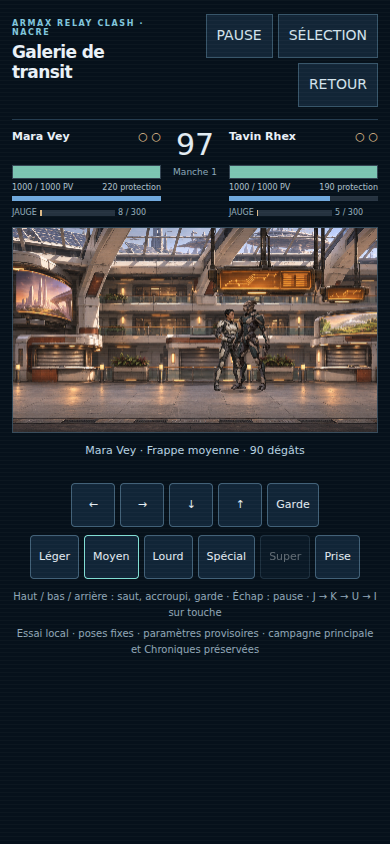 ARMAX RELAY CLASH ·
NACRE
Galerie de
transit
PAUSE
SÉLECTION
RETOUR
Mara Vey
97
Tavin Rhex
Manche 1
1000 / 1000 PV
220 protection
1000 / 1000 PV
190 protection
JAUGE
8 / 300
JAUGE
5 / 300
Mara Vey · Frappe moyenne · 90 dégâts
← → ↓ ↑ Garde
Léger Moyen Lourd Spécial Super Prise
Haut / bas / arrière : saut, accroupi, garde · Échap : pause · J → K → U → I
sur touche
Essai local · poses fixes · paramètres provisoires · campagne principale
et Chroniques préservées